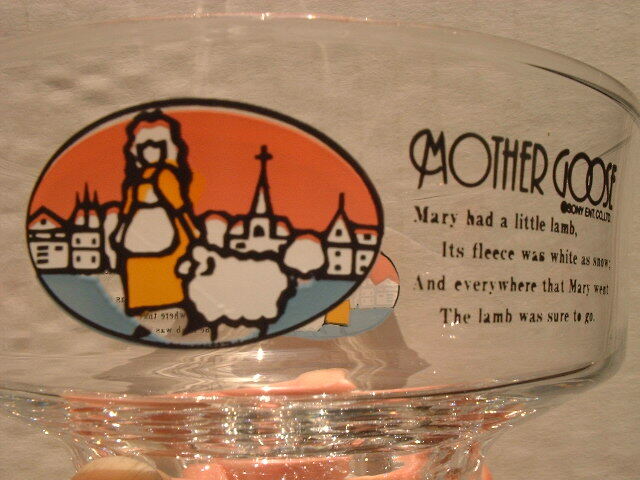 MOTHER GOOSE
©SONY ENT. CO.,LTD.
Mary had a little lamb,
Its fleece was white as snow;
And everywhere that Mary went
The lamb was sure to go.